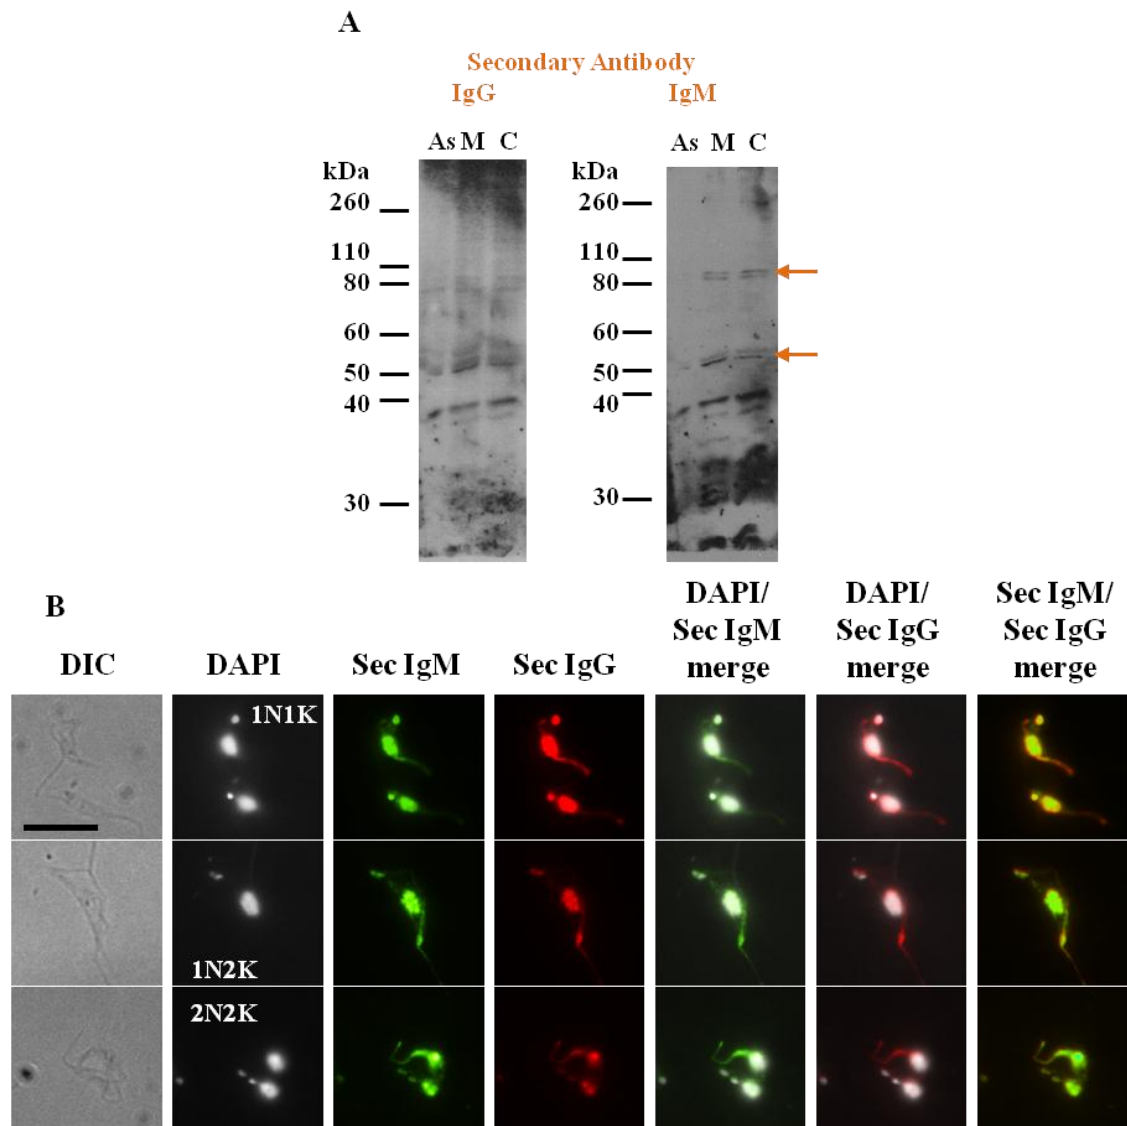 A
Secondary Antibody
IgG IgM
As M C As M C
kDa kDa
260 260
110 110
80 80
60 60
50 50
40 40
30 30
B
DIC
DAPI
Sec IgM
Sec IgG
DAPI/
Sec IgM
merge
DAPI/
Sec IgG
merge
Sec IgM/
Sec IgG
merge
1N1K
1N2K
2N2K